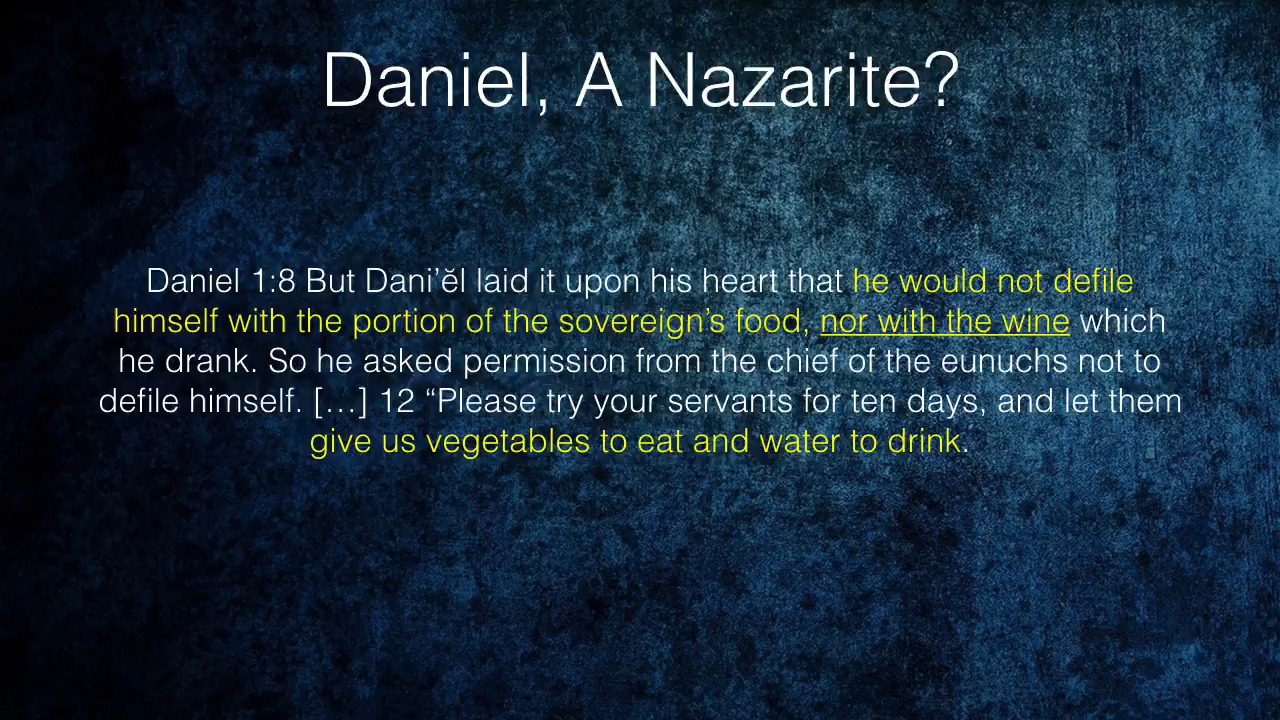 Daniel, A Nazarite?
Daniel 1:8 But Dani’ĕl laid it upon his heart that he would not defile
himself with the portion of the sovereign’s food, nor with the wine which
he drank. So he asked permission from the chief of the eunuchs not to
defile himself. […] 12 “Please try your servants for ten days, and let them
give us vegetables to eat and water to drink.